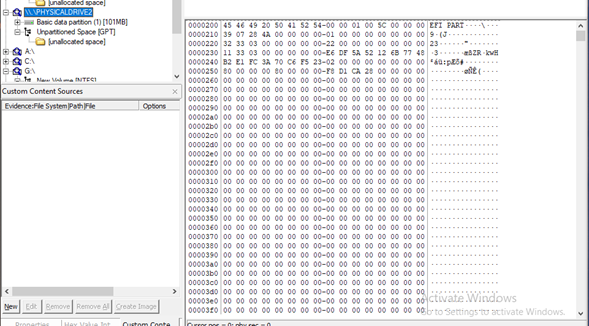 [unallocated space]
\\.\PHYSICALDRIVE2
Basic data partition (1) [101MB]
Unpartitioned Space [GPT]
[unallocated space]
A:\
C:\
G:\
New Volume [NTFS]
Custom Content Sources
Evidence:File System|Path|File Options
New Edit Remove Remove All Create Image
Properties Hex Value Int... Custom Conte...
0000200 45 46 49 20 50 41 52 54-00 00 01 00 5C 00 00 00 EFI PART····\···
0000210 39 07 28 4A 00 00 00 00-01 00 00 00 00 00 00 00 9·(J············
0000220 32 33 03 00 00 00 00 00-22 00 00 00 00 00 00 00 23······"·······
0000230 11 33 03 00 00 00 00 00-E6 DF 5A 52 12 6B 77 48 ·3······æßZR·kwH
0000240 B2 E1 FC 3A 70 C6 F5 23-02 00 00 00 00 00 00 00 ²áü:pÆõ#········
0000250 80 00 00 00 80 00 00 00-F8 D1 CA 28 00 00 00 00 ········øÑÊ(····
0000260 00 00 00 00 00 00 00 00-00 00 00 00 00 00 00 00 ················
0000270 00 00 00 00 00 00 00 00-00 00 00 00 00 00 00 00 ················
0000280 00 00 00 00 00 00 00 00-00 00 00 00 00 00 00 00 ················
0000290 00 00 00 00 00 00 00 00-00 00 00 00 00 00 00 00 ················
00002a0 00 00 00 00 00 00 00 00-00 00 00 00 00 00 00 00 ················
00002b0 00 00 00 00 00 00 00 00-00 00 00 00 00 00 00 00 ················
00002c0 00 00 00 00 00 00 00 00-00 00 00 00 00 00 00 00 ················
00002d0 00 00 00 00 00 00 00 00-00 00 00 00 00 00 00 00 ················
00002e0 00 00 00 00 00 00 00 00-00 00 00 00 00 00 00 00 ················
00002f0 00 00 00 00 00 00 00 00-00 00 00 00 00 00 00 00 ················
0000300 00 00 00 00 00 00 00 00-00 00 00 00 00 00 00 00 ················
0000310 00 00 00 00 00 00 00 00-00 00 00 00 00 00 00 00 ················
0000320 00 00 00 00 00 00 00 00-00 00 00 00 00 00 00 00 ················
0000330 00 00 00 00 00 00 00 00-00 00 00 00 00 00 00 00 ················
0000340 00 00 00 00 00 00 00 00-00 00 00 00 00 00 00 00 ················
0000350 00 00 00 00 00 00 00 00-00 00 00 00 00 00 00 00 ················
0000360 00 00 00 00 00 00 00 00-00 00 00 00 00 00 00 00 ················
0000370 00 00 00 00 00 00 00 00-00 00 00 00 00 00 00 00 ················
0000380 00 00 00 00 00 00 00 00-00 00 00 00 00 00 00 00 ················
0000390 00 00 00 00 00 00 00 00-00 00 00 00 00 00 00 00 ················
00003a0 00 00 00 00 00 00 00 00-00 00 00 00 00 00 00 00 ················
00003b0 00 00 00 00 00 00 00 00-00 00 00 00 00 00 00 00 ················
00003c0 00 00 00 00 00 00 00 00-00 00 00 00 00 00 00 00 ················
00003d0 00 00 00 00 00 00 00 00-00 00 00 00 00 00 00 00 ················
00003e0 00 00 00 00 00 00 00 00-00 00 00 00 00 00 00 00 ················
00003f0 00 00 00 00 00 00 00 00-00 00 00 00 00 00 00 00 ················
Activate Windows
Go to Settings to activate Windows.
Cursor pos = 0; phy sec = 0